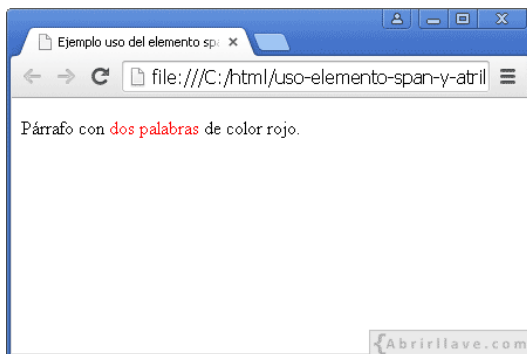 Ejemplo uso del elemento spa
file:///C:/html/uso-elemento-span-y-atril
Párrafo con dos palabras de color rojo.
{Abrirllave.com